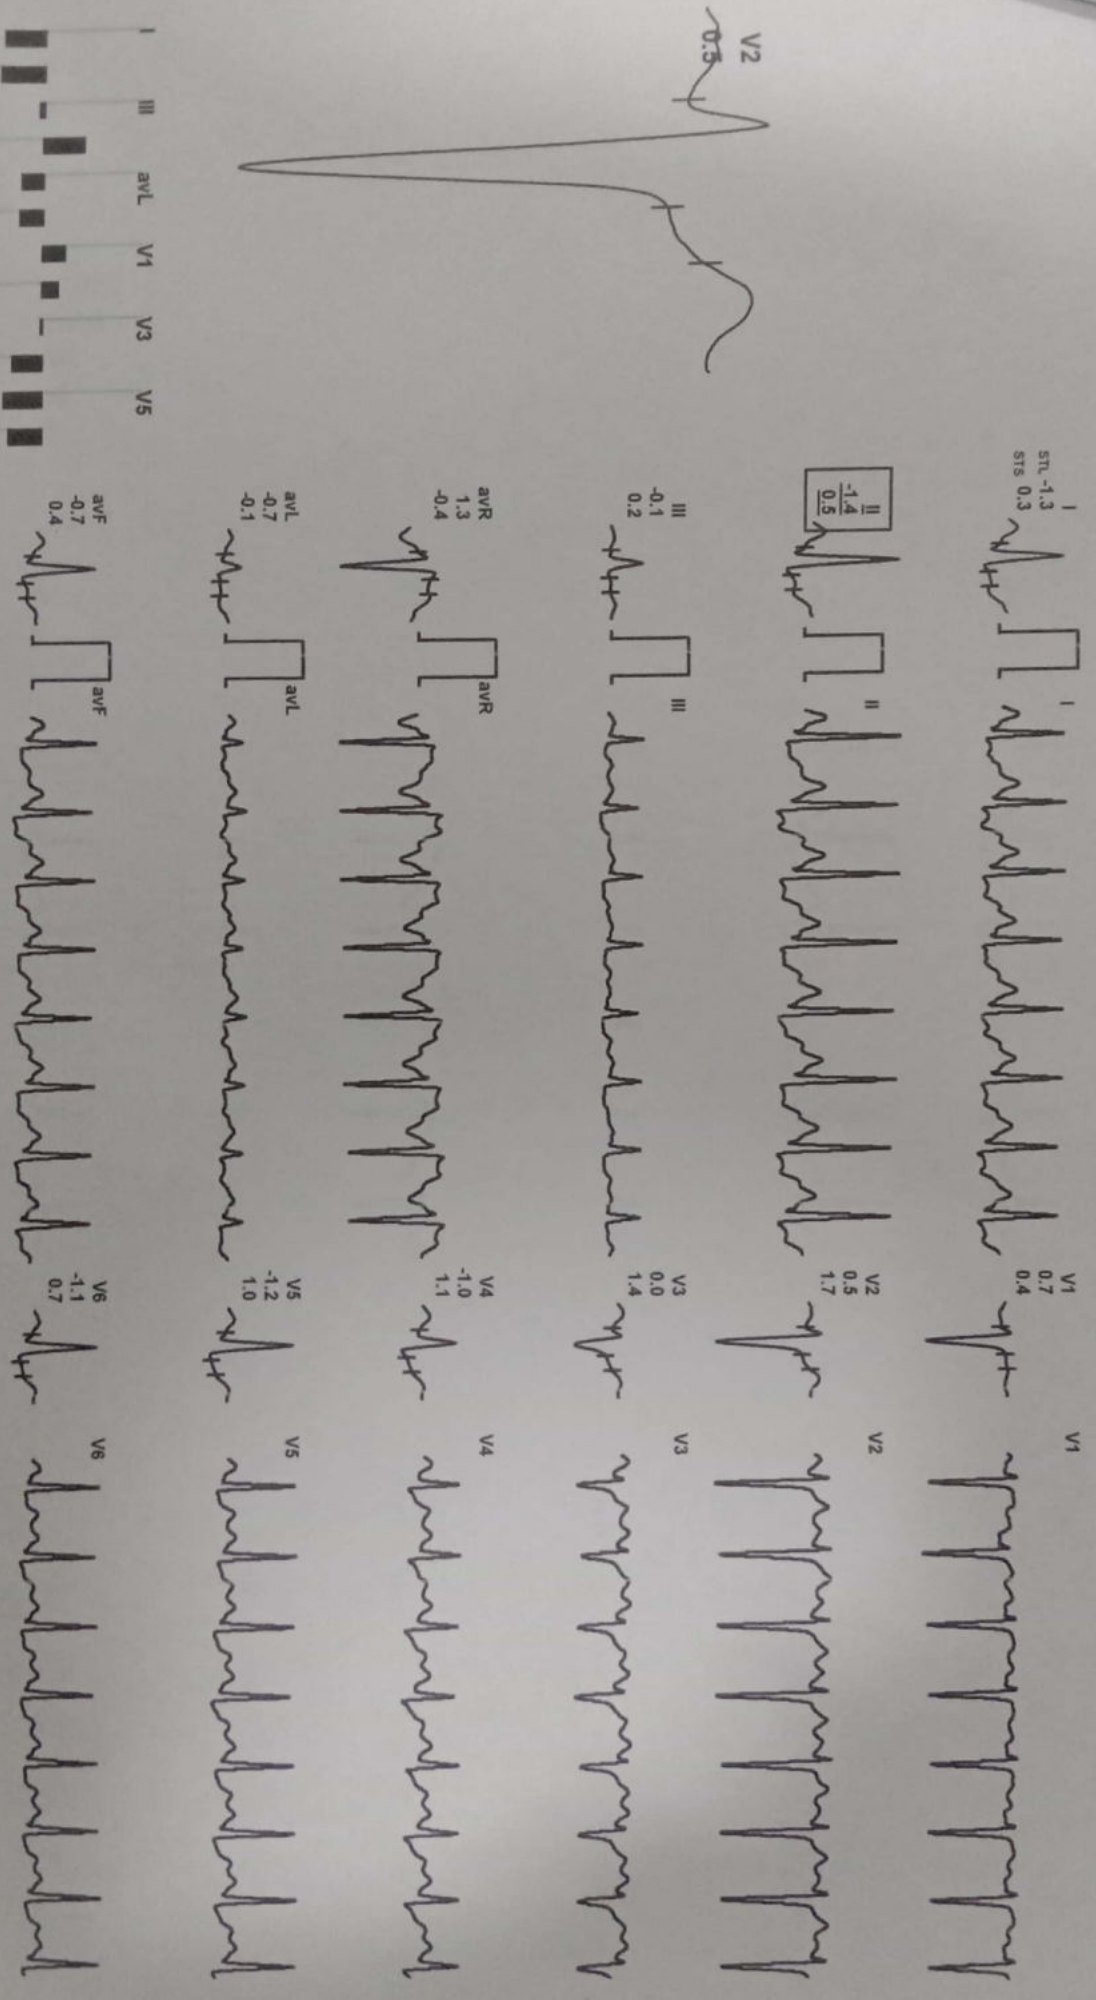 V2
0.5
I III avL V1 V3 V5
I
STL -1.3
STS 0.3
I
II
-1.4
0.5
II
III
-0.1
0.2
III
avR
1.3
-0.4
avR
avL
-0.7
-0.1
avL
avF
-0.7
0.4
avF
V1
0.7
0.4
V1
V2
0.5
1.7
V2
V3
0.0
1.4
V3
V4
-1.0
1.1
V4
V5
-1.2
1.0
V5
V6
-1.1
0.7
V6